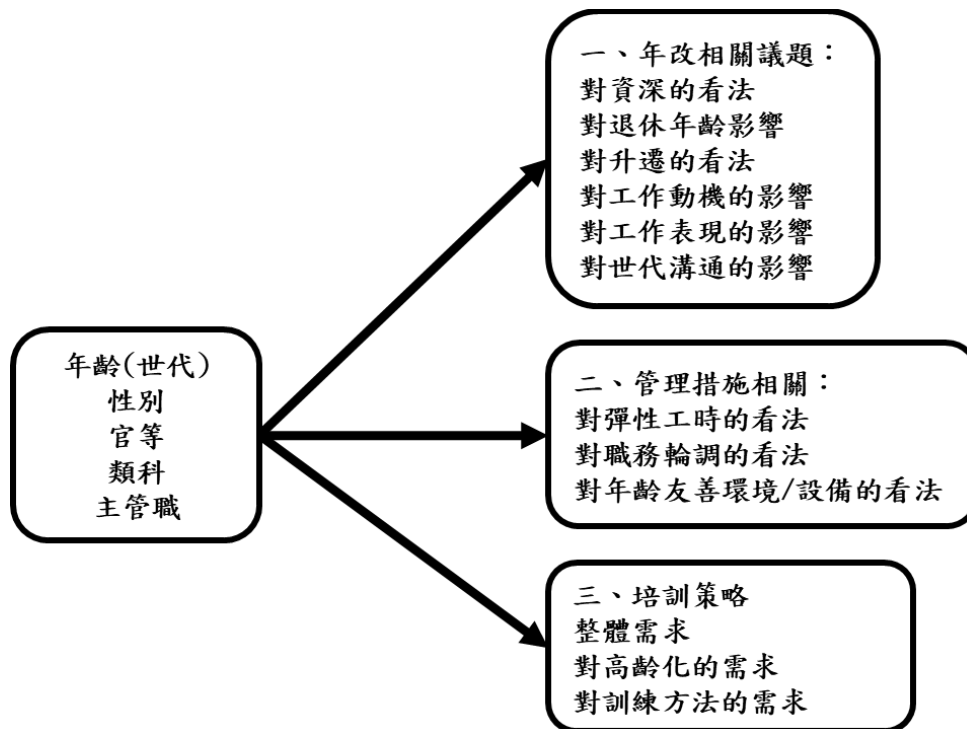 年齡(世代)
性別
官等
類科
主管職
一、年改相關議題：
對資深的看法
對退休年齡影響
對升遷的看法
對工作動機的影響
對工作表現的影響
對世代溝通的影響
二、管理措施相關：
對彈性工時的看法
對職務輪調的看法
對年齡友善環境/設備的看法
三、培訓策略
整體需求
對高齡化的需求
對訓練方法的需求